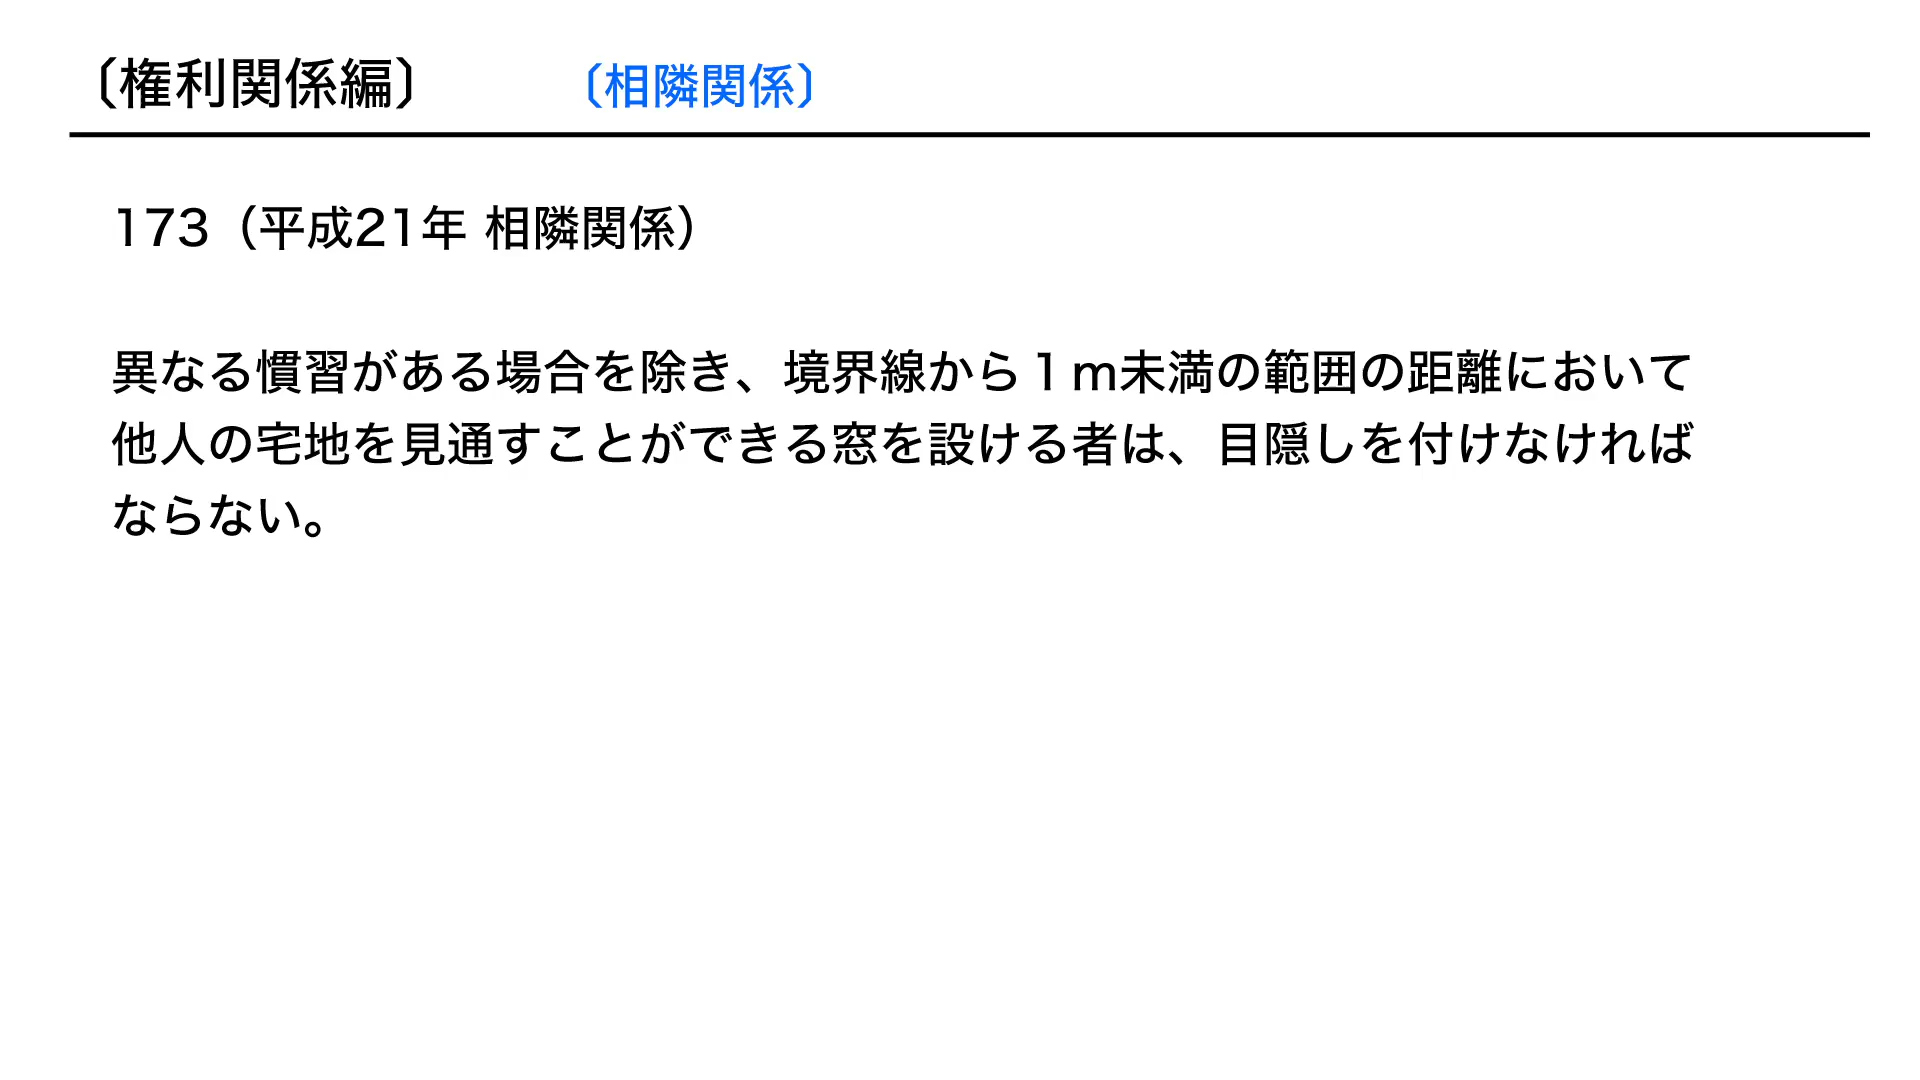 〔権利関係編〕 〔相隣関係〕
173（平成21年 相隣関係）
異なる慣習がある場合を除き、境界線から１m未満の範囲の距離において
他人の宅地を見通すことができる窓を設ける者は、目隠しを付けなければ
ならない。